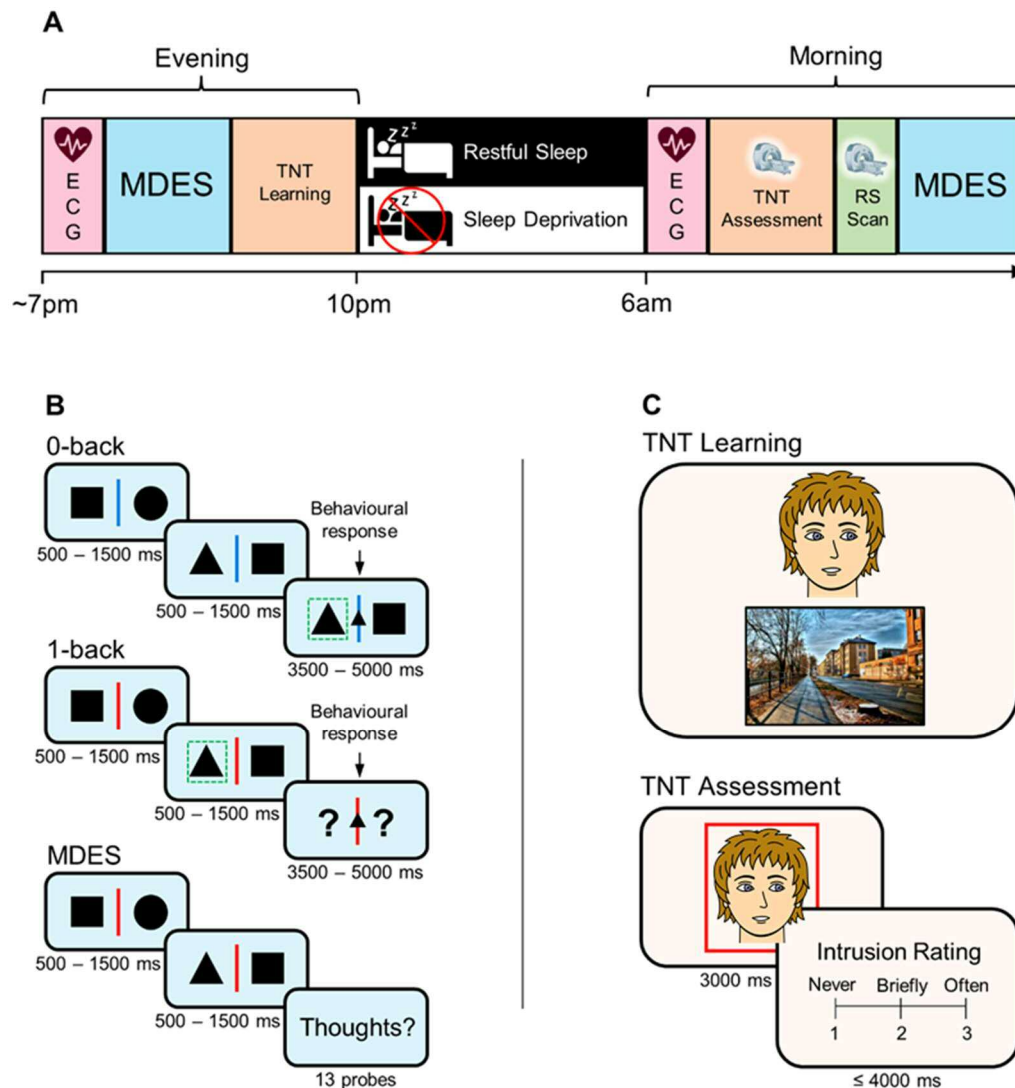 A
Evening
Morning
E
C
G
MDES
TNT
Learning
z z z
Restful Sleep
z z z
Sleep Deprivation
E
C
G
TNT
Assessment
RS
Scan
MDES
~7pm
10pm
6am
B
0-back
500 – 1500 ms
500 – 1500 ms
Behavioural
response
3500 – 5000 ms
1-back
500 – 1500 ms
500 – 1500 ms
Behavioural
response
? ?
3500 – 5000 ms
MDES
500 – 1500 ms
500 – 1500 ms
Thoughts?
13 probes
C
TNT Learning
TNT Assessment
3000 ms
Intrusion Rating
Never Briefly Often
1 2 3
≤ 4000 ms